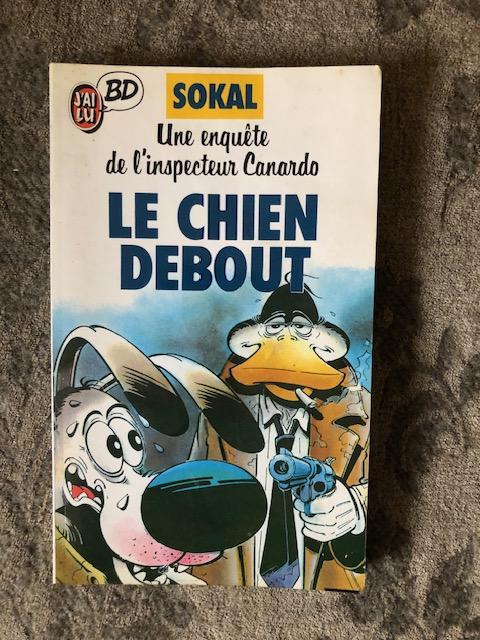 J'AI
LU
BD
SOKAL
Une enquête
de l'inspecteur Canardo
LE CHIEN
DEBOUT